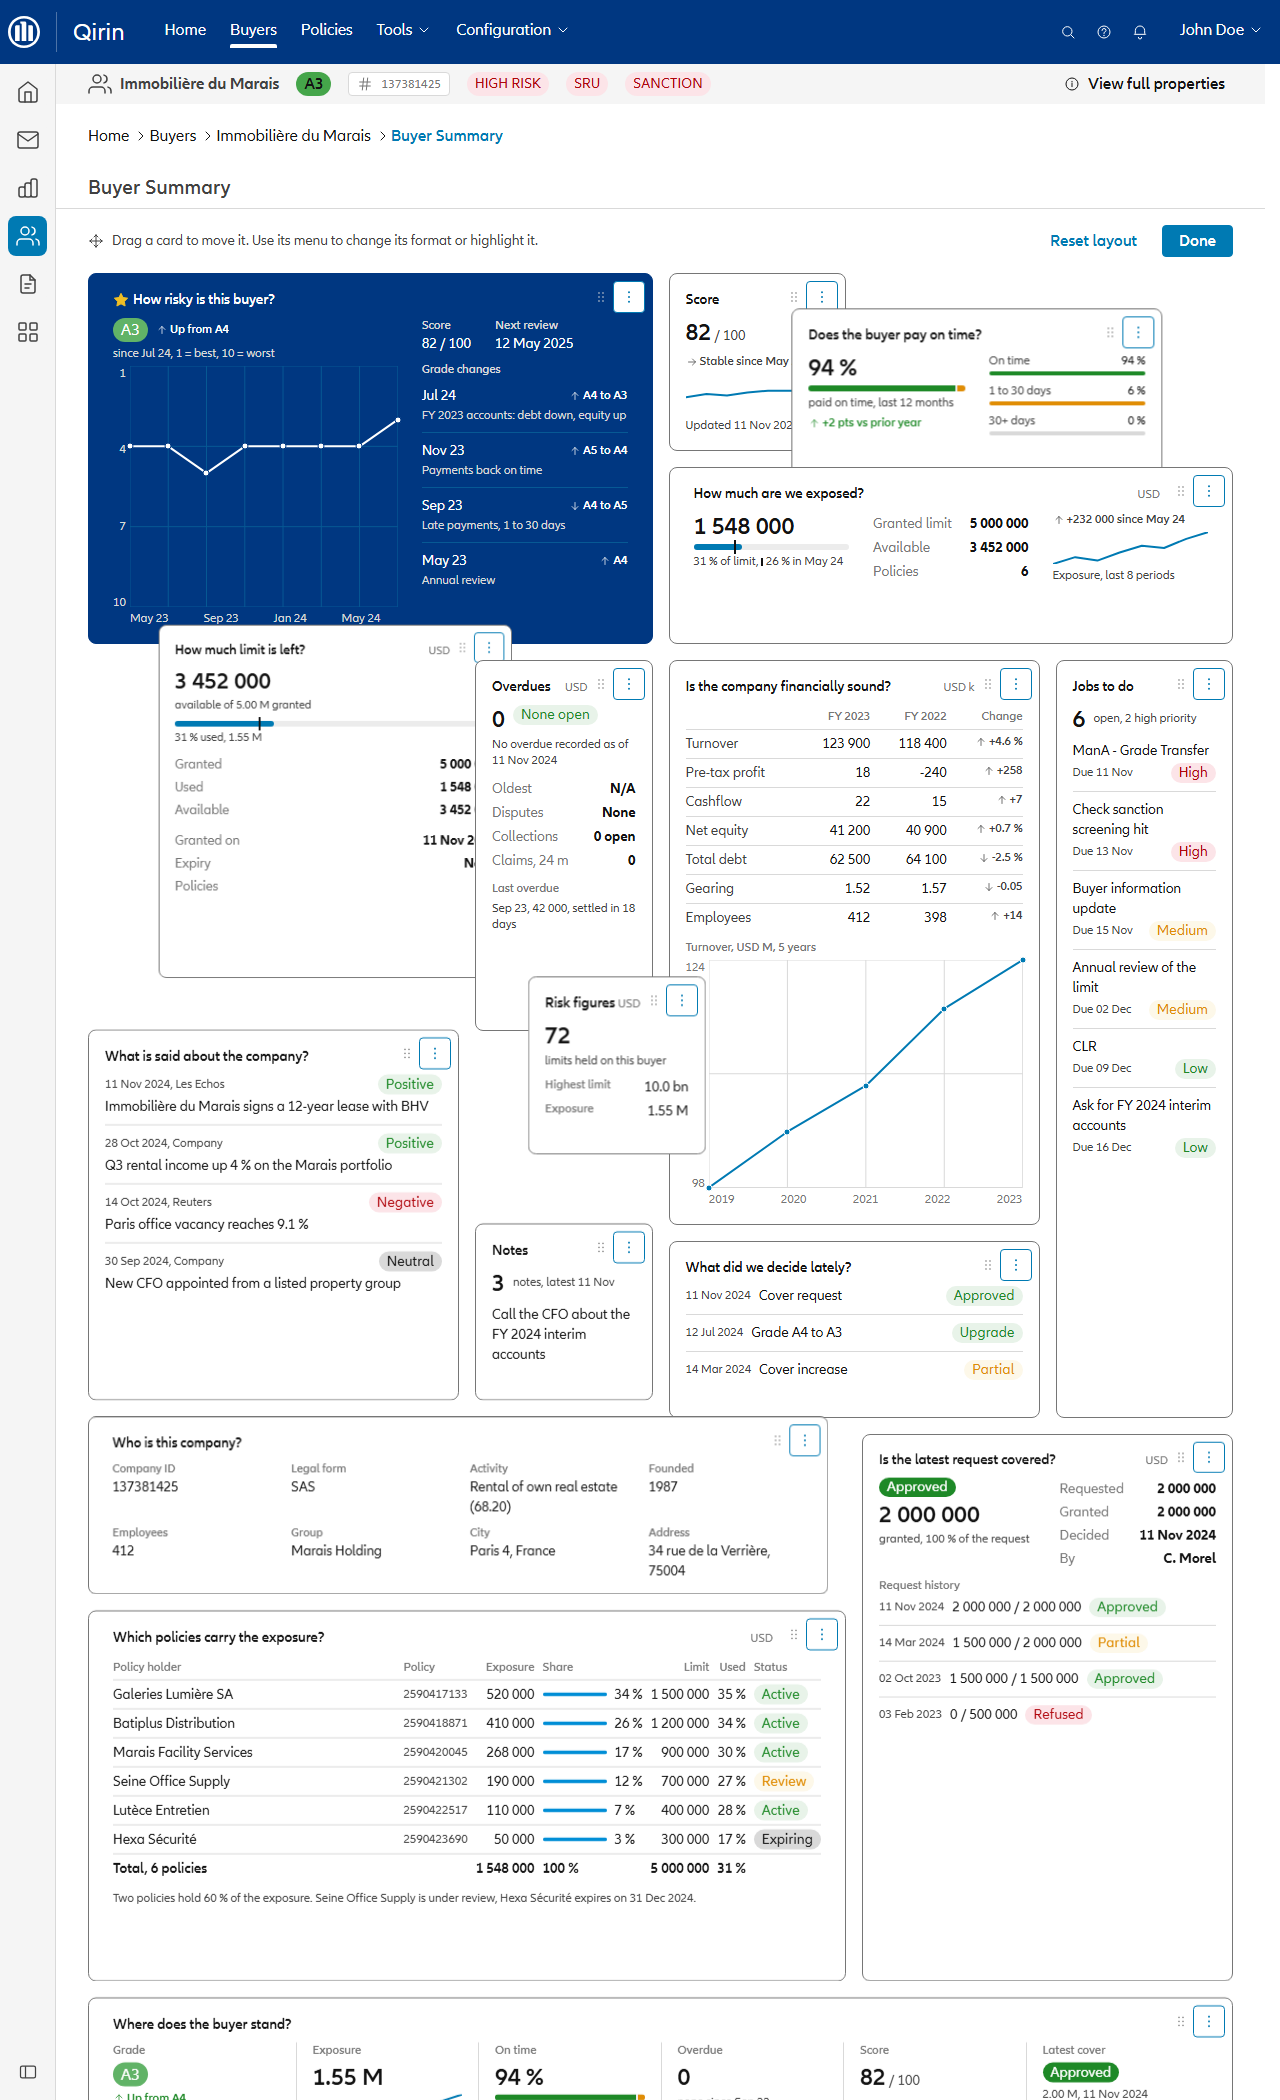 Qirin
Home
Buyers
Policies
Tools
Configuration
John Doe
Immobilière du Marais
A3
# 137381425
HIGH RISK
SRU
SANCTION
View full properties
Home > Buyers > Immobilière du Marais > Buyer Summary
Buyer Summary
Drag a card to move it. Use its menu to change its format or highlight it.
Reset layout
Done
How risky is this buyer?
A3 ↑ Up from A4
since Jul 24, 1 = best, 10 = worst
1
4
7
10
May 23 Sep 23 Jan 24 May 24
Score
82 / 100
Next review
12 May 2025
Grade changes
Jul 24 ↑ A4 to A3
FY 2023 accounts: debt down, equity up
Nov 23 ↑ A5 to A4
Payments back on time
Sep 23 ↓ A4 to A5
Late payments, 1 to 30 days
May 23 ↑ A4
Annual review
Score
82 / 100
→ Stable since May
Updated 11 Nov 202
Does the buyer pay on time?
94 %
paid on time, last 12 months
↑ +2 pts vs prior year
On time 94 %
1 to 30 days 6 %
30+ days 0 %
How much are we exposed? USD
1 548 000
31 % of limit, 26 % in May 24
Granted limit 5 000 000
Available 3 452 000
Policies 6
↑ +232 000 since May 24
Exposure, last 8 periods
How much limit is left? USD
3 452 000
available of 5.00 M granted
31 % used, 1.55 M
Granted 5 000
Used 1 548
Available 3 452
Granted on 11 Nov 2
Expiry
Policies
Overdues USD
0 None open
No overdue recorded as of
11 Nov 2024
Oldest N/A
Disputes None
Collections 0 open
Claims, 24 m 0
Last overdue
Sep 23, 42 000, settled in 18
days
Is the company financially sound? USD k
FY 2023 FY 2022 Change
Turnover 123 900 118 400 ↑ +4.6 %
Pre-tax profit 18 -240 ↑ +258
Cashflow 22 15 ↑ +7
Net equity 41 200 40 900 ↑ +0.7 %
Total debt 62 500 64 100 ↓ -2.5 %
Gearing 1.52 1.57 ↓ -0.05
Employees 412 398 ↑ +14
Turnover, USD M, 5 years
124
98
2019 2020 2021 2022 2023
Jobs to do
6 open, 2 high priority
ManA - Grade Transfer
Due 11 Nov High
Check sanction
screening hit
Due 13 Nov High
Buyer information
update
Due 15 Nov Medium
Annual review of the
limit
Due 02 Dec Medium
CLR
Due 09 Dec Low
Ask for FY 2024 interim
accounts
Due 16 Dec Low
Risk figures USD
72
limits held on this buyer
Highest limit 10.0 bn
Exposure 1.55 M
What is said about the company?
11 Nov 2024, Les Echos Positive
Immobilière du Marais signs a 12-year lease with BHV
28 Oct 2024, Company Positive
Q3 rental income up 4 % on the Marais portfolio
14 Oct 2024, Reuters Negative
Paris office vacancy reaches 9.1 %
30 Sep 2024, Company Neutral
New CFO appointed from a listed property group
Notes
3 notes, latest 11 Nov
Call the CFO about the
FY 2024 interim
accounts
What did we decide lately?
11 Nov 2024 Cover request Approved
12 Jul 2024 Grade A4 to A3 Upgrade
14 Mar 2024 Cover increase Partial
Who is this company?
Company ID Legal form Activity Founded
137381425 SAS Rental of own real estate 1987
(68.20)
Employees Group City Address
412 Marais Holding Paris 4, France 34 rue de la Verrière,
75004
Is the latest request covered? USD
Approved
2 000 000
granted, 100 % of the request
Requested 2 000 000
Granted 2 000 000
Decided 11 Nov 2024
By C. Morel
Request history
11 Nov 2024 2 000 000 / 2 000 000 Approved
14 Mar 2024 1 500 000 / 2 000 000 Partial
02 Oct 2023 1 500 000 / 1 500 000 Approved
03 Feb 2023 0 / 500 000 Refused
Which policies carry the exposure? USD
Policy holder Policy Exposure Share Limit Used Status
Galeries Lumière SA 2590417133 520 000 34 % 1 500 000 35 % Active
Batiplus Distribution 2590418871 410 000 26 % 1 200 000 34 % Active
Marais Facility Services 2590420045 268 000 17 % 900 000 30 % Active
Seine Office Supply 2590421302 190 000 12 % 700 000 27 % Review
Lutèce Entretien 2590422517 110 000 7 % 400 000 28 % Active
Hexa Sécurité 2590423690 50 000 3 % 300 000 17 % Expiring
Total, 6 policies 1 548 000 100 % 5 000 000 31 %
Two policies hold 60 % of the exposure. Seine Office Supply is under review, Hexa Sécurité expires on 31 Dec 2024.
Where does the buyer stand?
Grade Exposure On time Overdue Score Latest cover
A3 1.55 M 94 % 0 82 / 100 Approved
↑ Up from A4
2.00 M, 11 Nov 2024